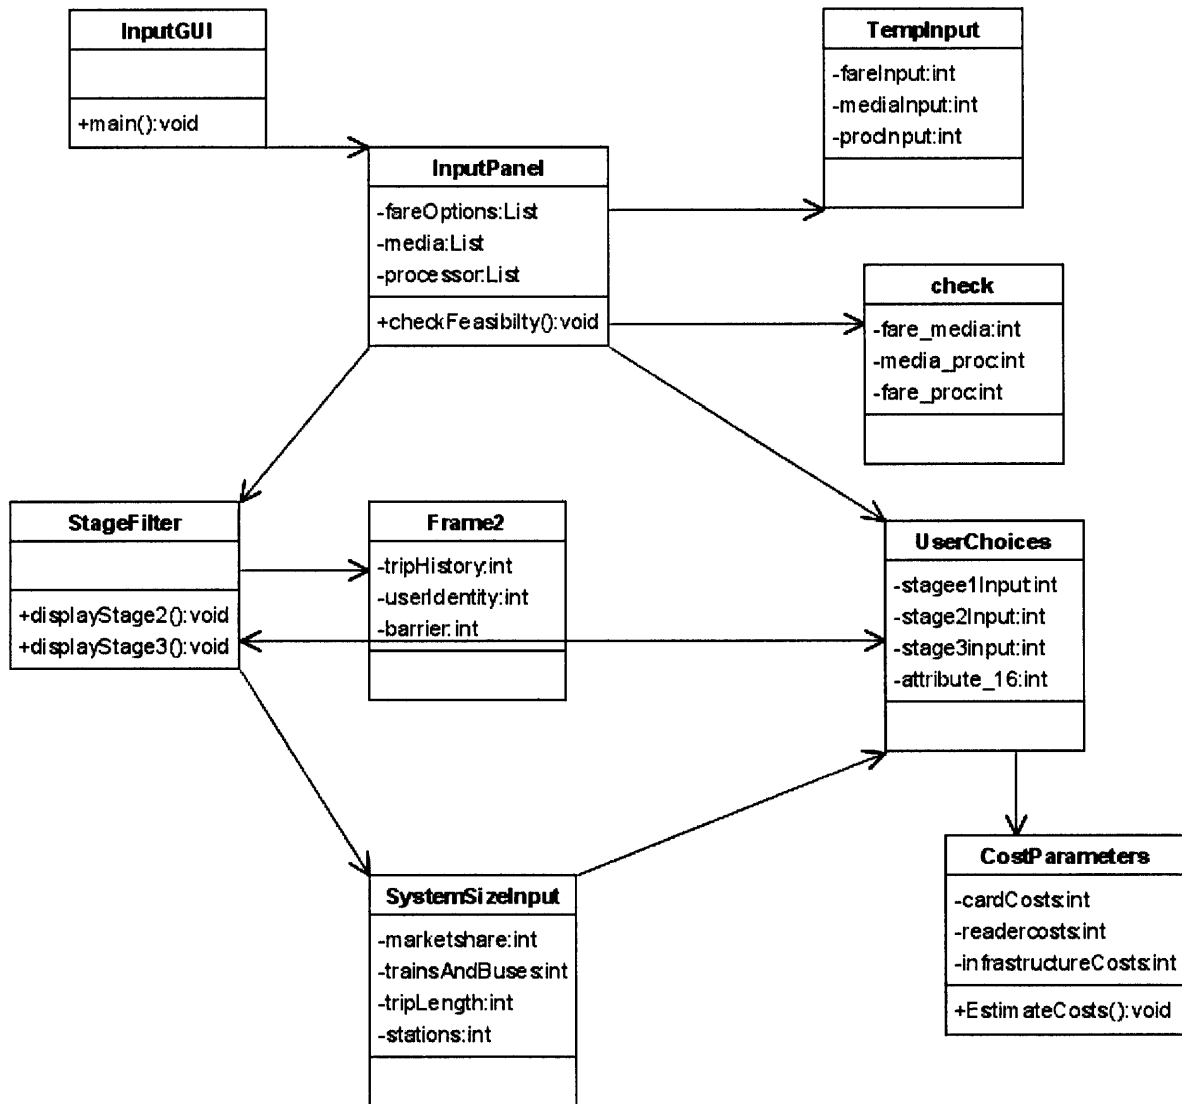 InputGUI
+main():void
TempInput
-fareInput:int
-mediaInput:int
-procInput:int
InputPanel
-fareOptions:List
-media:List
-processor:List
+checkFeasibilty():void
check
-fare_media:int
-media_proc:int
-fare_proc:int
StageFilter
+displayStage2():void
+displayStage3():void
Frame2
-tripHistory:int
-userIdentity:int
-barrier:int
UserChoices
-stagee1Input:int
-stage2Input:int
-stage3input:int
-attribute_16:int
SystemSizeInput
-marketshare:int
-trainsAndBuses:int
-tripLength:int
-stations:int
CostParameters
-cardCosts:int
-readercosts:int
-infrastructureCosts:int
+EstimateCosts():void